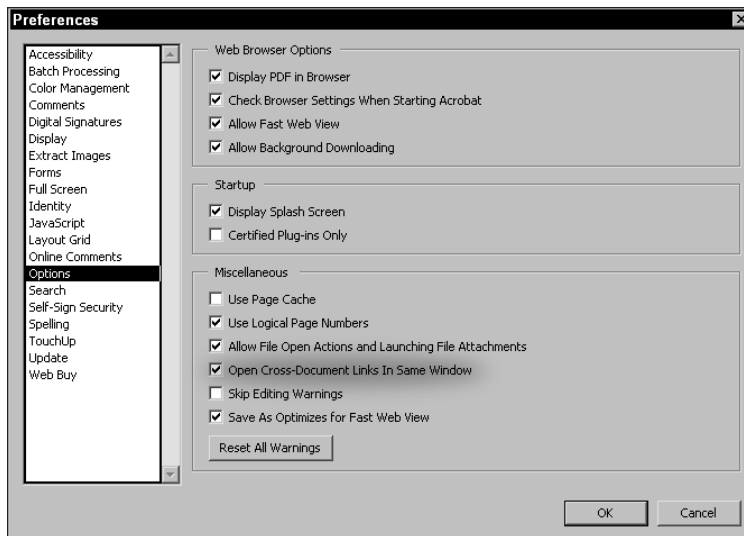 Preferences
Accessibility
Batch Processing
Color Management
Comments
Digital Signatures
Display
Extract Images
Forms
Full Screen
Identity
JavaScript
Layout Grid
Online Comments
Options
Search
Self-Sign Security
Spelling
TouchUp
Update
Web Buy
Web Browser Options
Display PDF in Browser
Check Browser Settings When Starting Acrobat
Allow Fast Web View
Allow Background Downloading
Startup
Display Splash Screen
Certified Plug-ins Only
Miscellaneous
Use Page Cache
Use Logical Page Numbers
Allow File Open Actions and Launching File Attachments
Open Cross-Document Links In Same Window
Skip Editing Warnings
Save As Optimizes for Fast Web View
Reset All Warnings
OK
Cancel